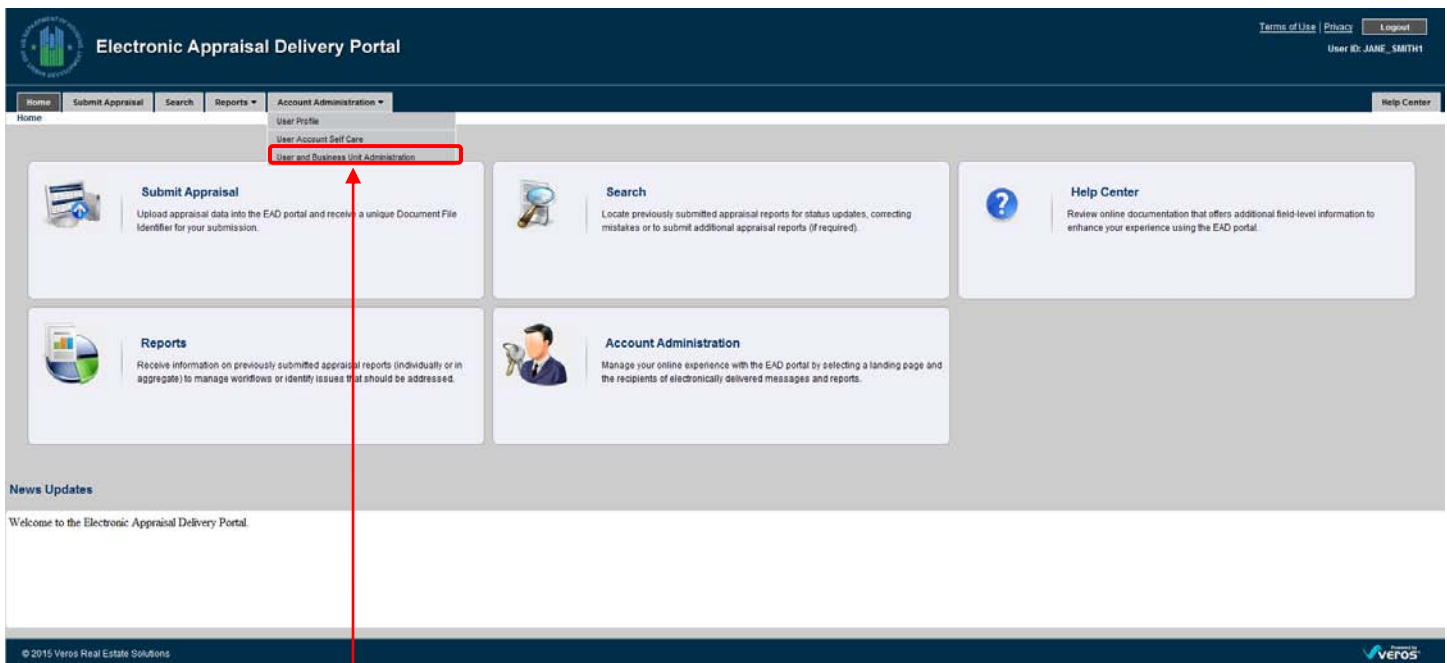 Terms of Use | Privacy Logout
Electronic Appraisal Delivery Portal
User ID: JANE_SMITH1
Home Submit Appraisal Search Reports Account Administration Help Center
Home
User Profile
User Account Self Care
User and Business Unit Administration
Submit Appraisal
Upload appraisal data into the EAD portal and receive a unique Document File
Identifier for your submission.
Search
Locate previously submitted appraisal reports for status updates, correcting
mistakes or to submit additional appraisal reports (if required).
Help Center
Review online documentation that offers additional field-level information to
enhance your experience using the EAD portal.
Reports
Receive information on previously submitted appraisal reports (individually or in
aggregate) to manage workflows or identify issues that should be addressed.
Account Administration
Manage your online experience with the EAD portal by selecting a landing page and
the recipients of electronically delivered messages and reports.
News Updates
Welcome to the Electronic Appraisal Delivery Portal.
© 2015 Veros Real Estate Solutions
Powered by
veros